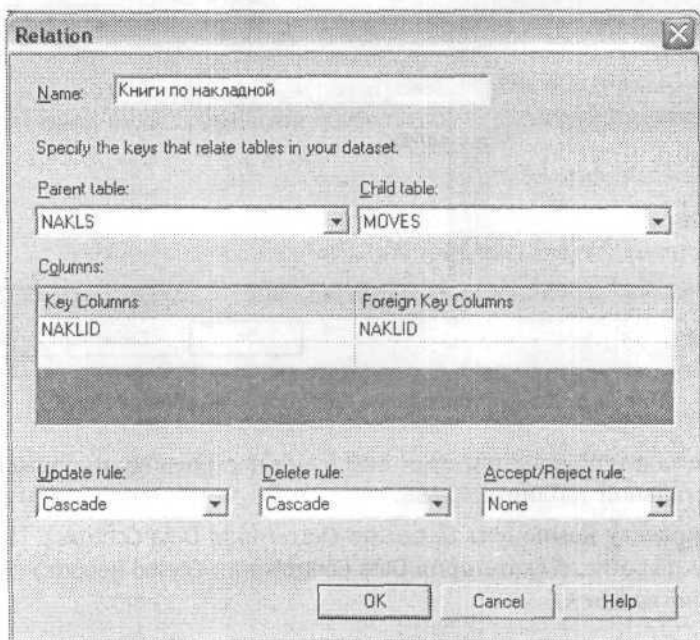 Relation
Name: Книги по накладной
Specify the keys that relate tables in your dataset.
Parent table: Child table:
NAKLS MOVES
Columns:
Key Columns Foreign Key Columns
NAKLID NAKLID
Update rule: Delete rule: Accept/Reject rule:
Cascade Cascade None
OK Cancel Help